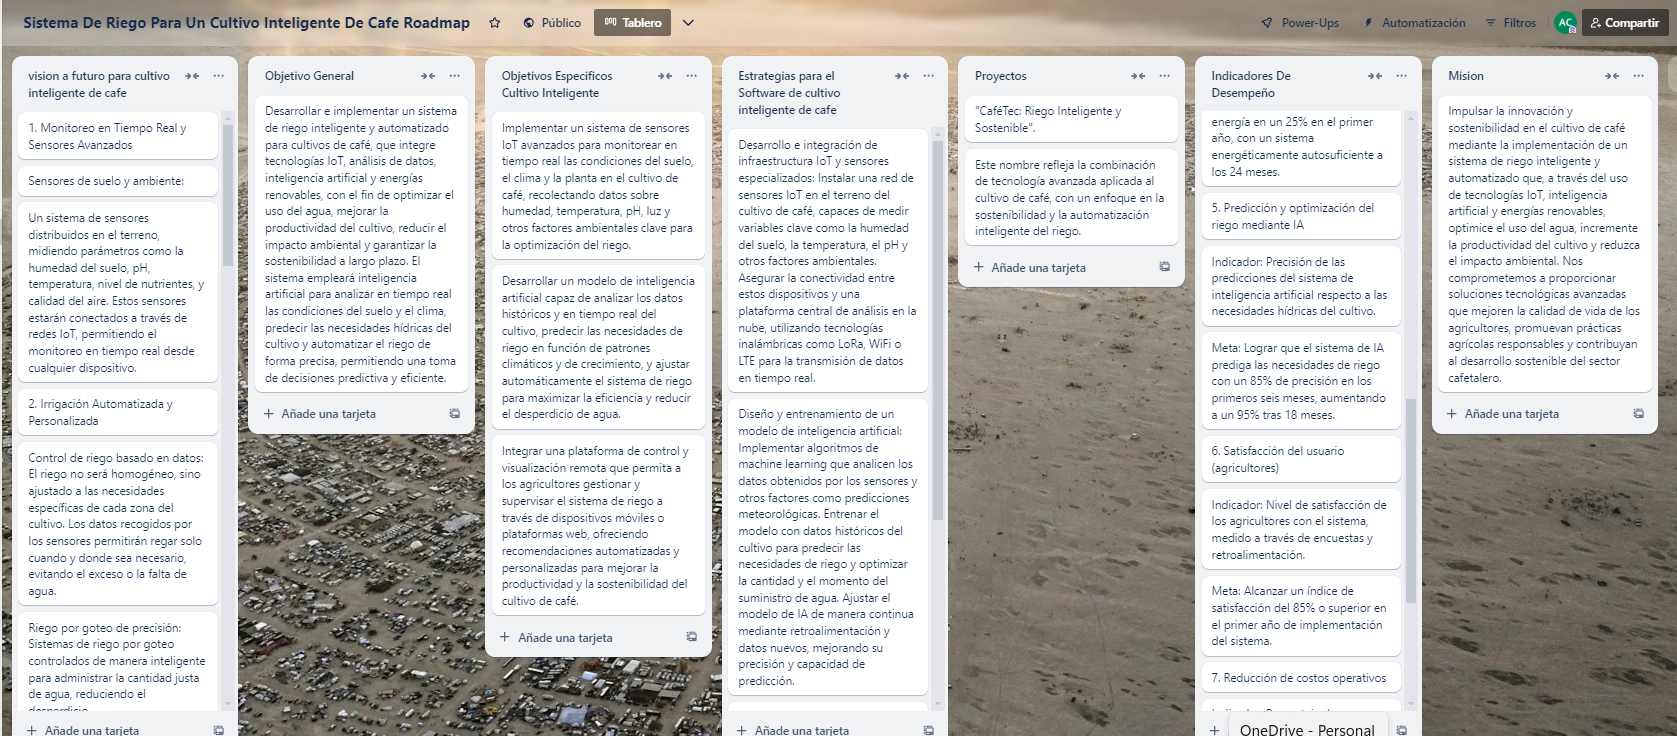 Sistema De Riego Para Un Cultivo Inteligente De Cafe Roadmap
Público
Tablero
Power-Ups
Automatización
Filtros
AC
Compartir
vision a futuro para cultivo
inteligente de cafe
1. Monitoreo en Tiempo Real y
Sensores Avanzados
Sensores de suelo y ambiente:
Un sistema de sensores
distribuidos en el terreno,
midiendo parámetros como la
humedad del suelo, pH,
temperatura, nivel de nutrientes, y
calidad del aire. Estos sensores
estarán conectados a través de
redes IoT, permitiendo el
monitoreo en tiempo real desde
cualquier dispositivo.
2. Irrigación Automatizada y
Personalizada
Control de riego basado en datos:
El riego no será homogéneo, sino
ajustado a las necesidades
específicas de cada zona del
cultivo. Los datos recogidos por
los sensores permitirán regar solo
cuando y donde sea necesario,
evitando el exceso o la falta de
agua.
Riego por goteo de precisión:
Sistemas de riego por goteo
controlados de manera inteligente
para administrar la cantidad justa
de agua, reduciendo el
desperdicio.
Añade una tarjeta
Objetivo General
Desarrollar e implementar un sistema
de riego inteligente y automatizado
para cultivos de café, que integre
tecnologías IoT, análisis de datos,
inteligencia artificial y energías
renovables, con el fin de optimizar el
uso del agua, mejorar la
productividad del cultivo, reducir el
impacto ambiental y garantizar la
sostenibilidad a largo plazo. El
sistema empleará inteligencia
artificial para analizar en tiempo real
las condiciones del suelo y el clima,
predecir las necesidades hídricas del
cultivo y automatizar el riego de
forma precisa, permitiendo una toma
de decisiones predictiva y eficiente.
Añade una tarjeta
Objetivos Especificos
Cultivo Inteligente
Implementar un sistema de sensores
IoT avanzados para monitorear en
tiempo real las condiciones del suelo,
el clima y la planta en el cultivo de
café, recolectando datos sobre
humedad, temperatura, pH, luz y
otros factores ambientales clave para
la optimización del riego.
Desarrollar un modelo de inteligencia
artificial capaz de analizar los datos
históricos y en tiempo real del
cultivo, predecir las necesidades de
riego en función de patrones
climáticos y de crecimiento, y ajustar
automáticamente el sistema de riego
para maximizar la eficiencia y reducir
el desperdicio de agua.
Integrar una plataforma de control y
visualización remota que permita a
los agricultores gestionar y
supervisar el sistema de riego a
través de dispositivos móviles o
plataformas web, ofreciendo
recomendaciones automatizadas y
personalizadas para mejorar la
productividad y la sostenibilidad del
cultivo de café.
Añade una tarjeta
Estrategias para el
Software de cultivo
inteligente de cafe
Desarrollo e integración de
infraestructura IoT y sensores
especializados: Instalar una red de
sensores IoT en el terreno del
cultivo de café, capaces de medir
variables clave como la humedad
del suelo, la temperatura, el pH y
otros factores ambientales.
Asegurar la conectividad entre
estos dispositivos y una
plataforma central de análisis en la
nube, utilizando tecnologías
inalámbricas como LoRa, WiFi o
LTE para la transmisión de datos
en tiempo real.
Diseño y entrenamiento de un
modelo de inteligencia artificial:
Implementar algoritmos de
machine learning que analicen los
datos obtenidos por los sensores y
otros factores como predicciones
meteorológicas. Entrenar el
modelo con datos históricos del
cultivo para predecir las
necesidades de riego y optimizar
la cantidad y el momento del
suministro de agua. Ajustar el
modelo de IA de manera continua
mediante retroalimentación y
datos nuevos, mejorando su
precisión y capacidad de
predicción.
Añade una tarjeta
Proyectos
"CaféTec: Riego Inteligente y
Sostenible".
Este nombre refleja la combinación
de tecnología avanzada aplicada al
cultivo de café, con un enfoque en la
sostenibilidad y la automatización
inteligente del riego.
Añade una tarjeta
Indicadores De
Desempeño
energía en un 25% en el primer
año, con un sistema
energéticamente autosuficiente a
los 24 meses.
5. Predicción y optimización del
riego mediante IA
Indicador: Precisión de las
predicciones del sistema de
inteligencia artificial respecto a las
necesidades hídricas del cultivo.
Meta: Lograr que el sistema de IA
prediga las necesidades de riego
con un 85% de precisión en los
primeros seis meses, aumentando
a un 95% tras 18 meses.
6. Satisfacción del usuario
(agricultores)
Indicador: Nivel de satisfacción de
los agricultores con el sistema,
medido a través de encuestas y
retroalimentación.
Meta: Alcanzar un índice de
satisfacción del 85% o superior en
el primer año de implementación
del sistema.
7. Reducción de costos operativos
OneDrive - Personal
Mision
Impulsar la innovación y
sostenibilidad en el cultivo de café
mediante la implementación de un
sistema de riego inteligente y
automatizado que, a través del uso
de tecnologías IoT, inteligencia
artificial y energías renovables,
optimice el uso del agua, incremente
la productividad del cultivo y reduzca
el impacto ambiental. Nos
comprometemos a proporcionar
soluciones tecnológicas avanzadas
que mejoren la calidad de vida de los
agricultores, promuevan prácticas
agrícolas responsables y contribuyan
al desarrollo sostenible del sector
cafetalero.
Añade una tarjeta